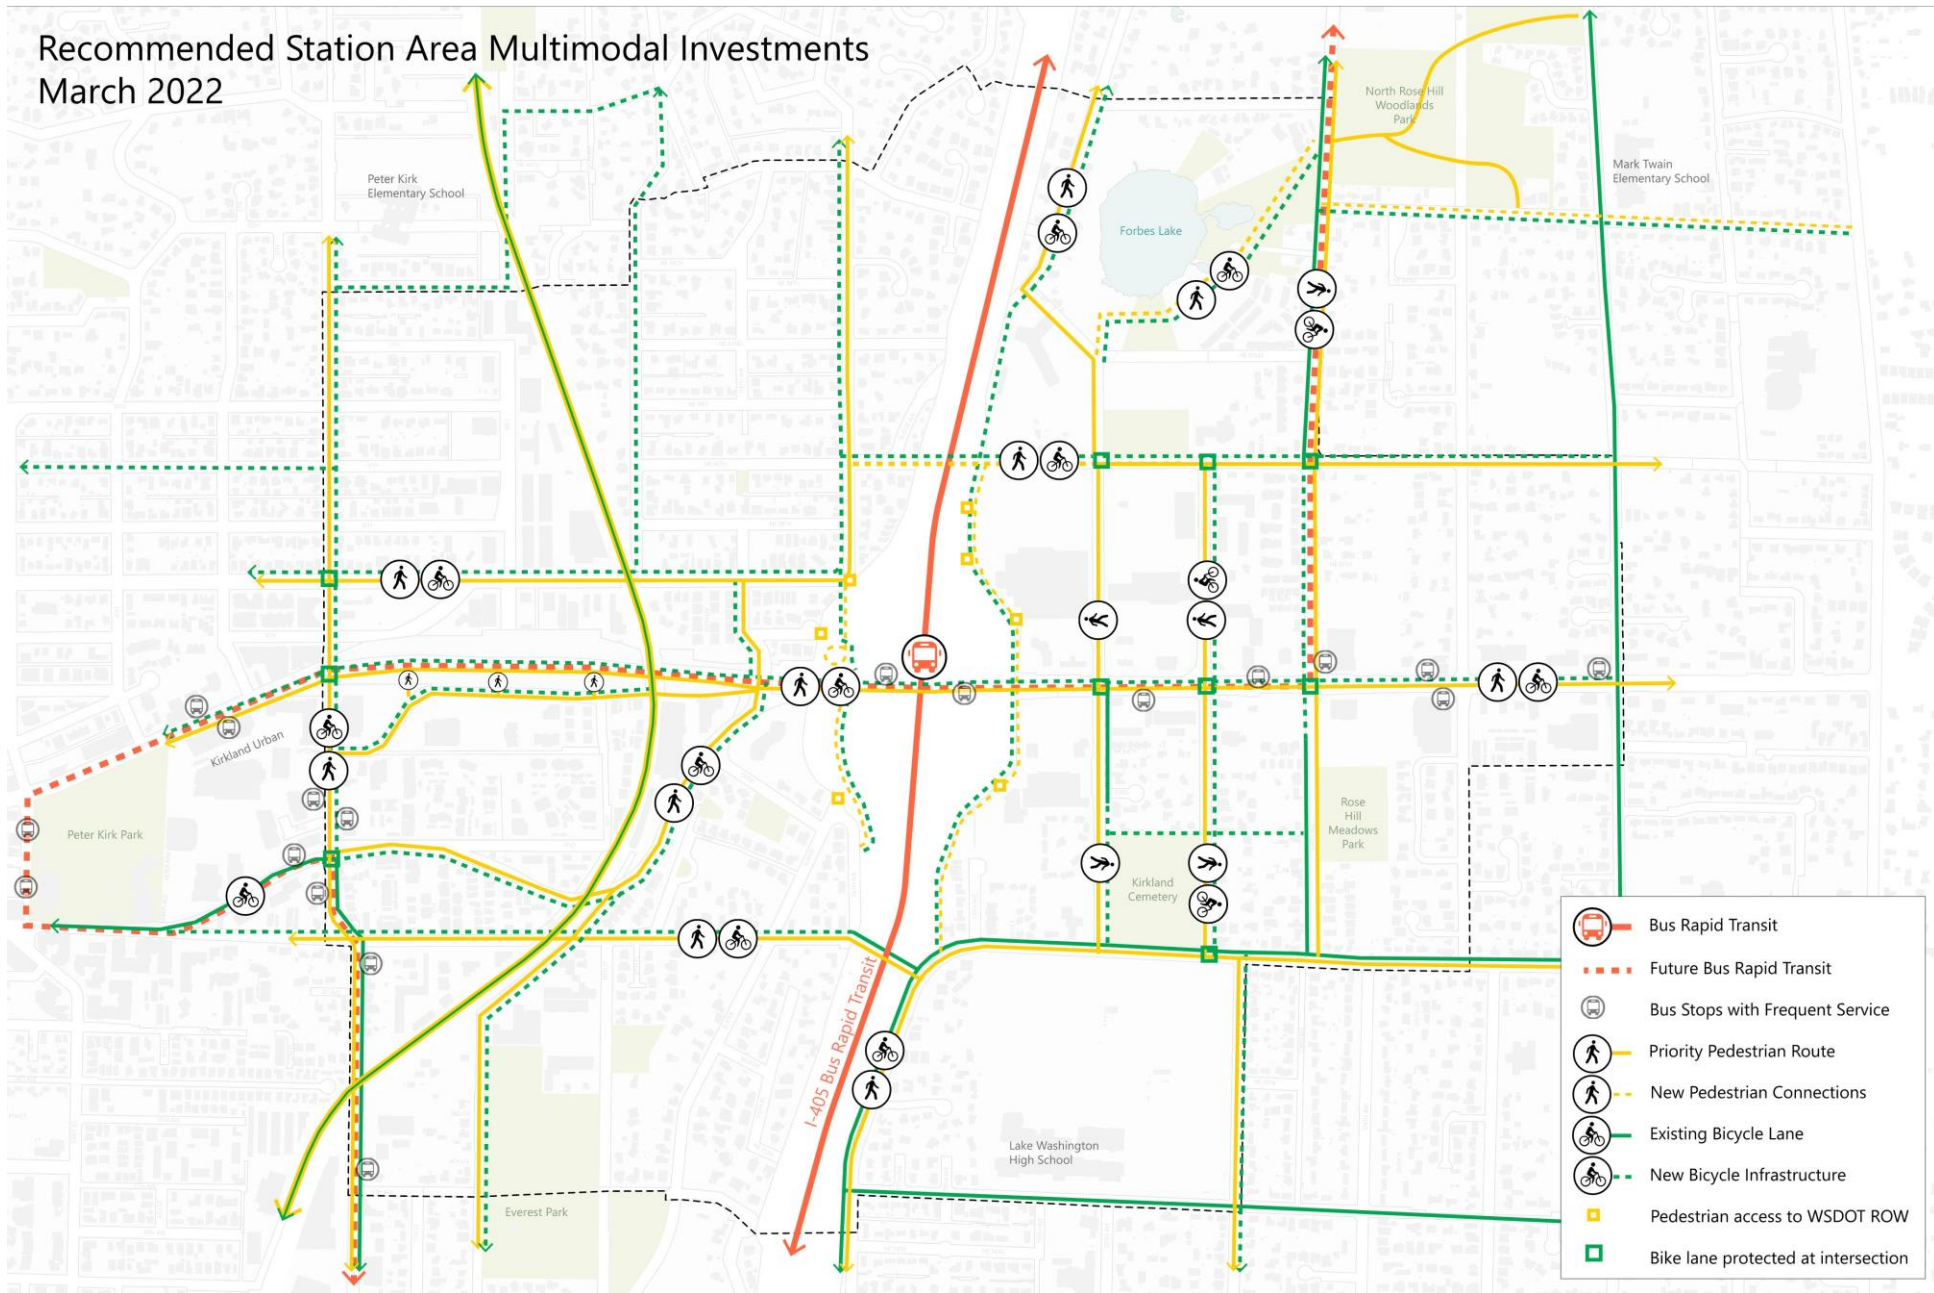 Recommended Station Area Multimodal Investments
March 2022
North Rose Hill
Woodlands
Park
Peter Kirk
Elementary School
Mark Twain
Elementary School
Forbes Lake
Kirkland Urban
Peter Kirk Park
Rose
Hill
Meadows
Park
Kirkland
Cemetery
I-405 Bus Rapid Transit
Lake Washington
High School
Everest Park
Bus Rapid Transit
Future Bus Rapid Transit
Bus Stops with Frequent Service
Priority Pedestrian Route
New Pedestrian Connections
Existing Bicycle Lane
New Bicycle Infrastructure
Pedestrian access to WSDOT ROW
Bike lane protected at intersection